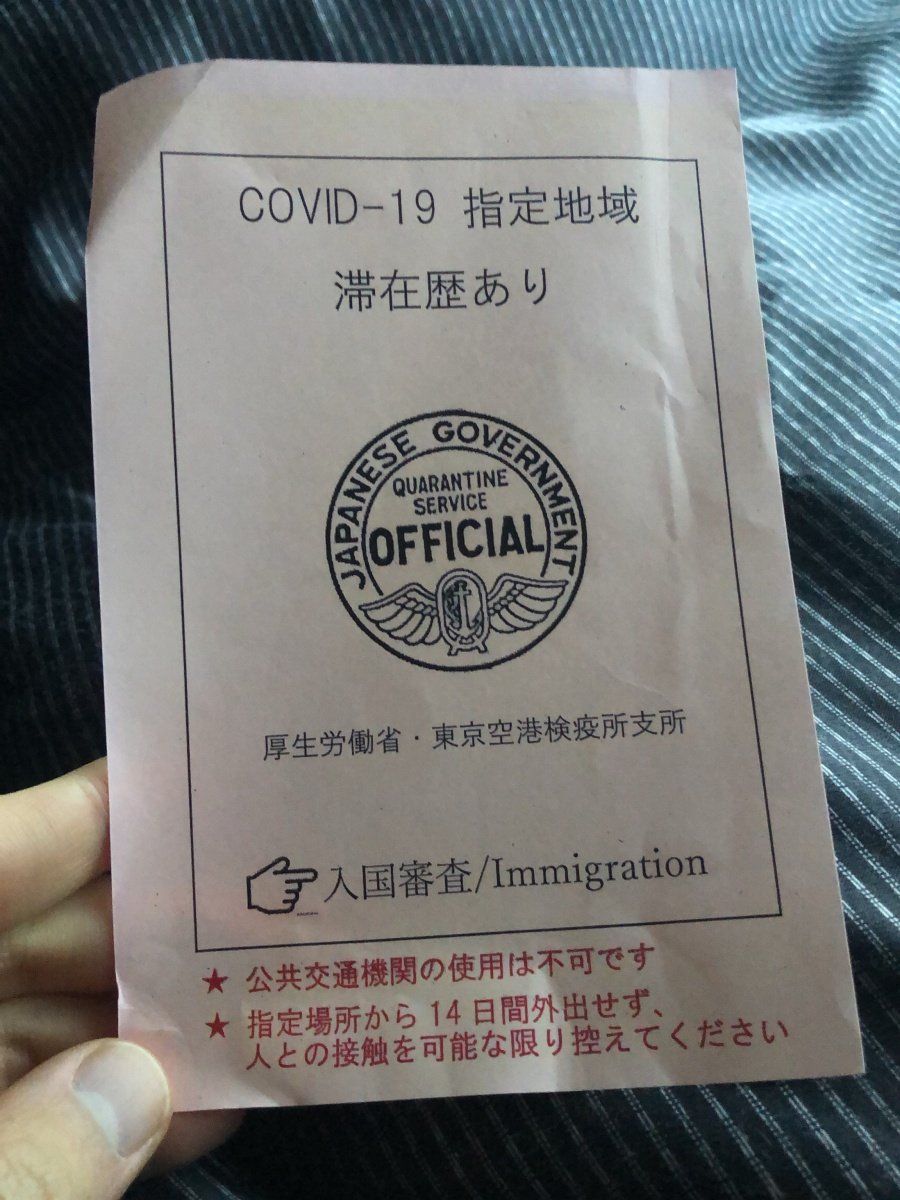 COVID-19 指定地域
滞在歴あり
JAPANESE GOVERNMENT
QUARANTINE
SERVICE
OFFICIAL
厚生労働省・東京空港検疫所支所
入国審査/Immigration
★ 公共交通機関の使用は不可です
★ 指定場所から14日間外出せず、
人との接触を可能な限り控えてください